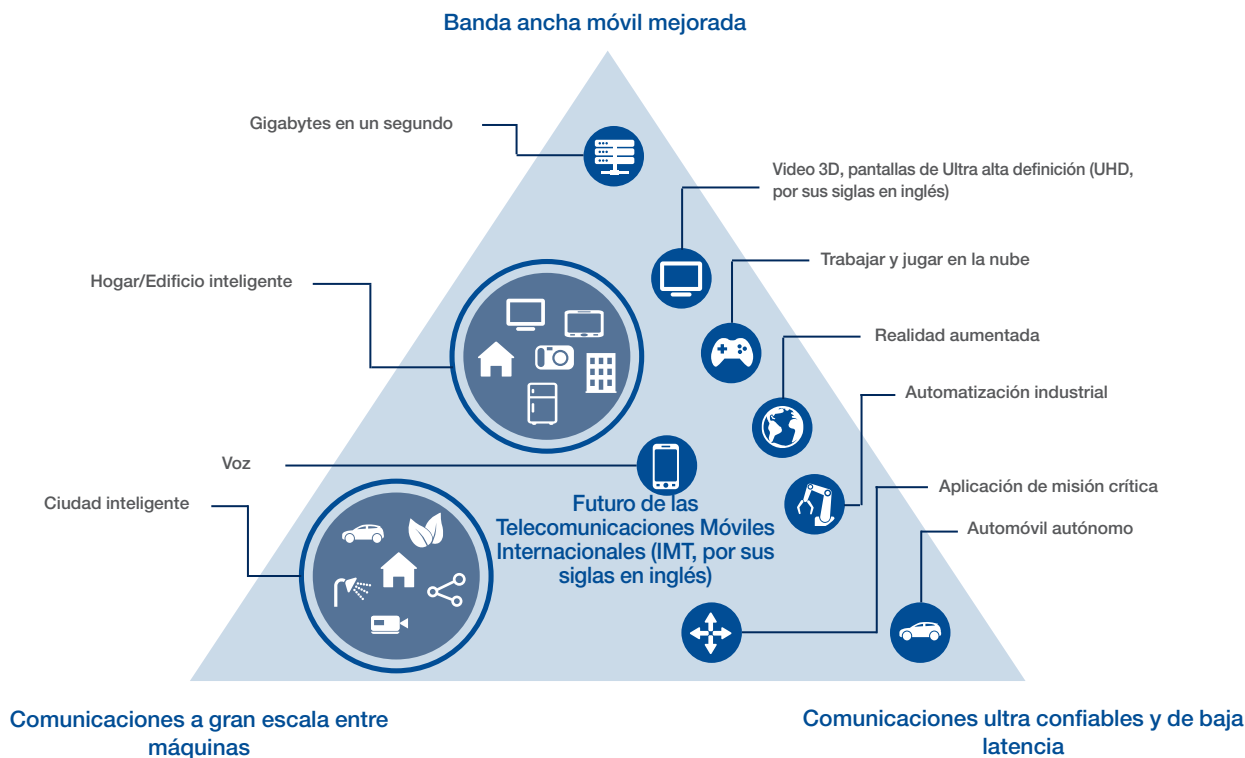 Banda ancha móvil mejorada
Gigabytes en un segundo
Video 3D, pantallas de Ultra alta definición (UHD,
por sus siglas en inglés)
Trabajar y jugar en la nube
Hogar/Edificio inteligente
Realidad aumentada
Automatización industrial
Voz
Aplicación de misión crítica
Ciudad inteligente
Futuro de las
Telecomunicaciones Móviles
Internacionales (IMT, por sus
siglas en inglés)
Automóvil autónomo
Comunicaciones a gran escala entre
máquinas
Comunicaciones ultra confiables y de baja
latencia